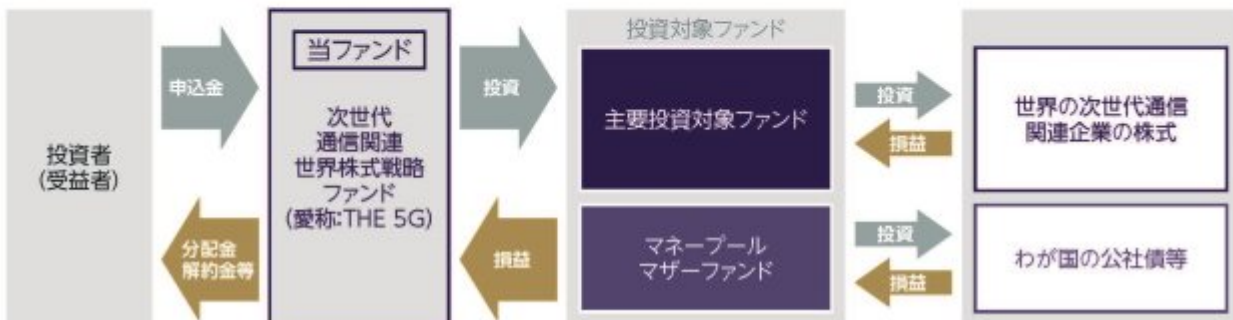 投資者
(受益者)
申込金
分配金
解約金等
当ファンド
次世代
通信関連
世界株式戦略
ファンド
(愛称:THE 5G)
投資
損益
投資対象ファンド
主要投資対象ファンド
マネープール
マザーファンド
投資
損益
投資
損益
世界の次世代通信
関連企業の株式
わが国の公社債等